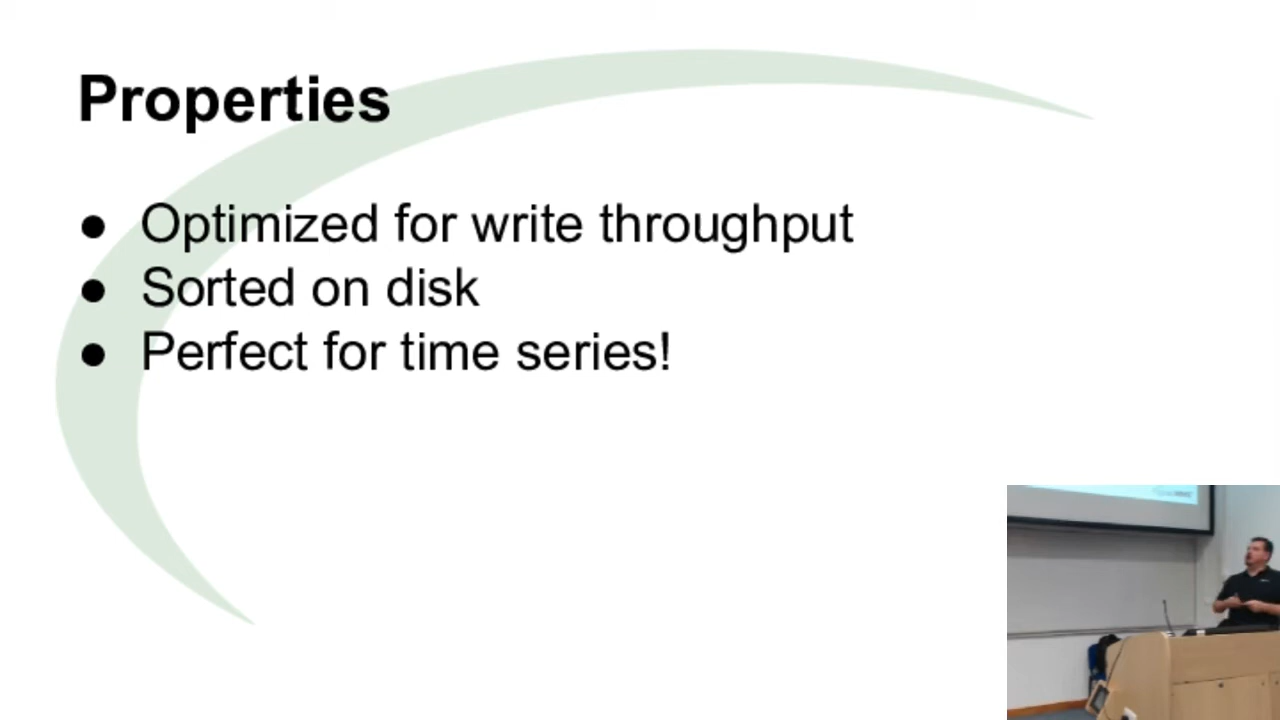 Properties
● Optimized for write throughput
● Sorted on disk
● Perfect for time series!